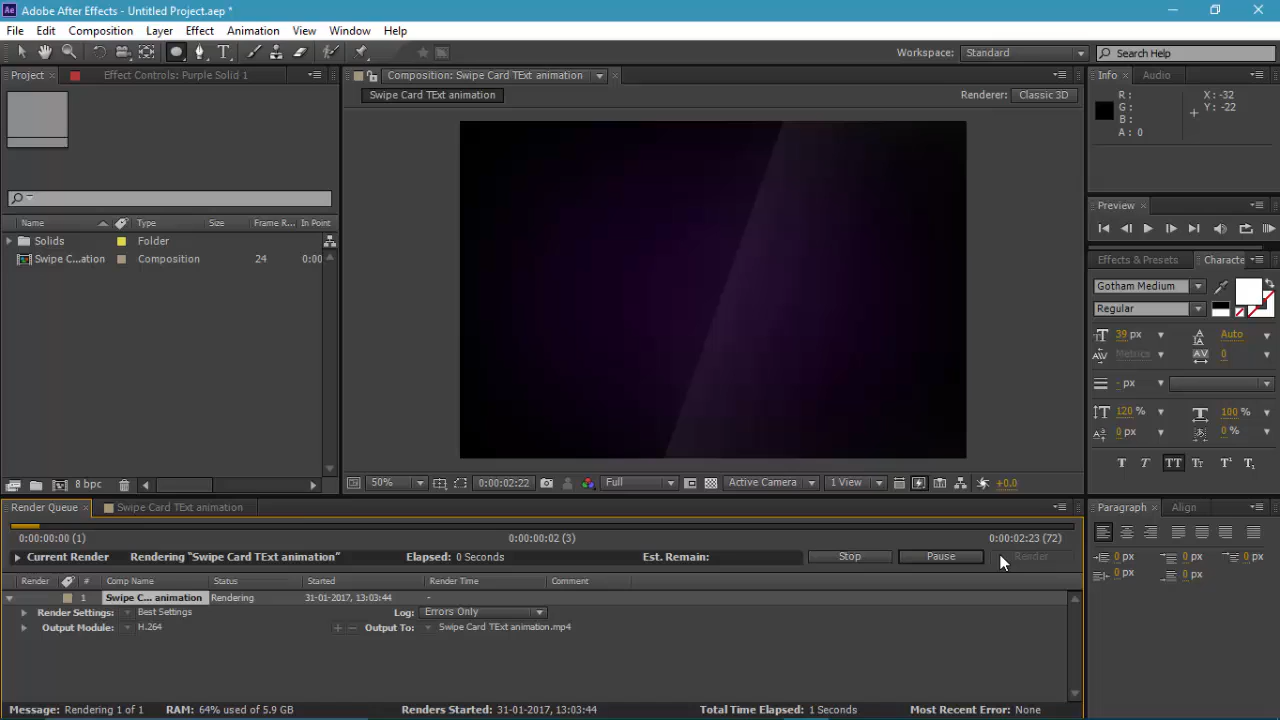 Ae Adobe After Effects - Untitled Project.aep *
File Edit Composition Layer Effect Animation View Window Help
Workspace: Standard Search Help
Project Effect Controls: Purple Solid 1 Composition: Swipe Card TExt animation Info Audio
Swipe Card TExt animation Renderer: Classic 3D
R: X: -32
G: Y: -22
B:
A: 0
Preview
Name Type Size Frame R... In Point
Solids Folder
Swipe C...ation Composition 24 0:00
Effects & Presets Characte
Gotham Medium
Regular
39 px Auto
Metrics 0
- px
120 % 100 %
0 px 0 %
T T TT Tt T¹ T₁
8 bpc 50% 0:00:02:22 Full Active Camera 1 View +0.0
Render Queue Swipe Card TExt animation Paragraph Align
0:00:00:00 (1) 0:00:00:02 (3) 0:00:02:23 (72)
Current Render Rendering "Swipe Card TExt animation" Elapsed: 0 Seconds Est. Remain: Stop Pause Render
0 px 0 px 0 px
0 px 0 px
Render # Comp Name Status Started Render Time Comment
1 Swipe C... animation Rendering 31-01-2017, 13:03:44 -
Render Settings: Best Settings Log: Errors Only
Output Module: H.264 Output To: Swipe Card TExt animation.mp4
Message: Rendering 1 of 1 RAM: 64% used of 5.9 GB Renders Started: 31-01-2017, 13:03:44 Total Time Elapsed: 1 Seconds Most Recent Error: None